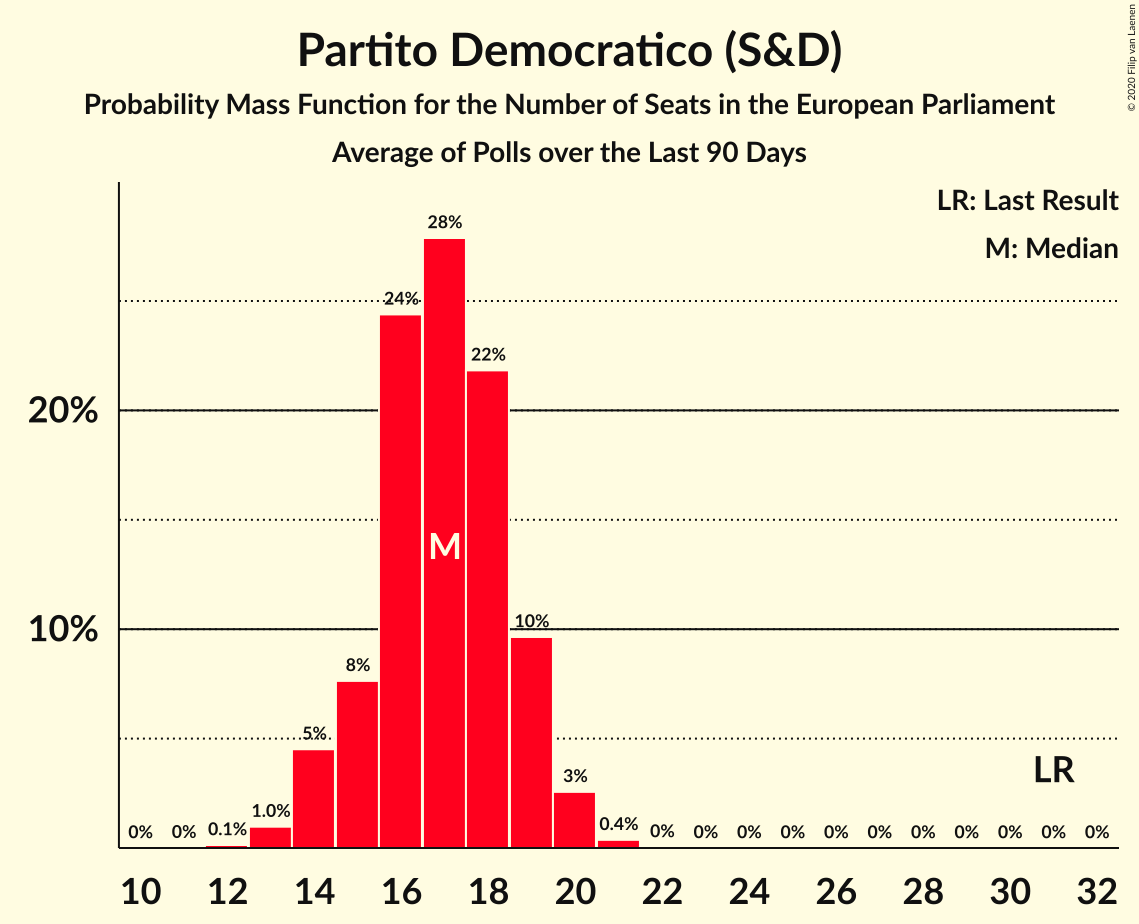 Partito Democratico (S&D)
Probability Mass Function for the Number of Seats in the European Parliament
Average of Polls over the Last 90 Days
© 2020 Filip van Laenen
LR: Last Result
M: Median
28%
24%
22%
20%
M
10%
10%
8%
5%
LR
3%
0% 0% 0.1% 1.0% 0.4% 0% 0% 0% 0% 0% 0% 0% 0% 0% 0% 0%
10 12 14 16 18 20 22 24 26 28 30 32